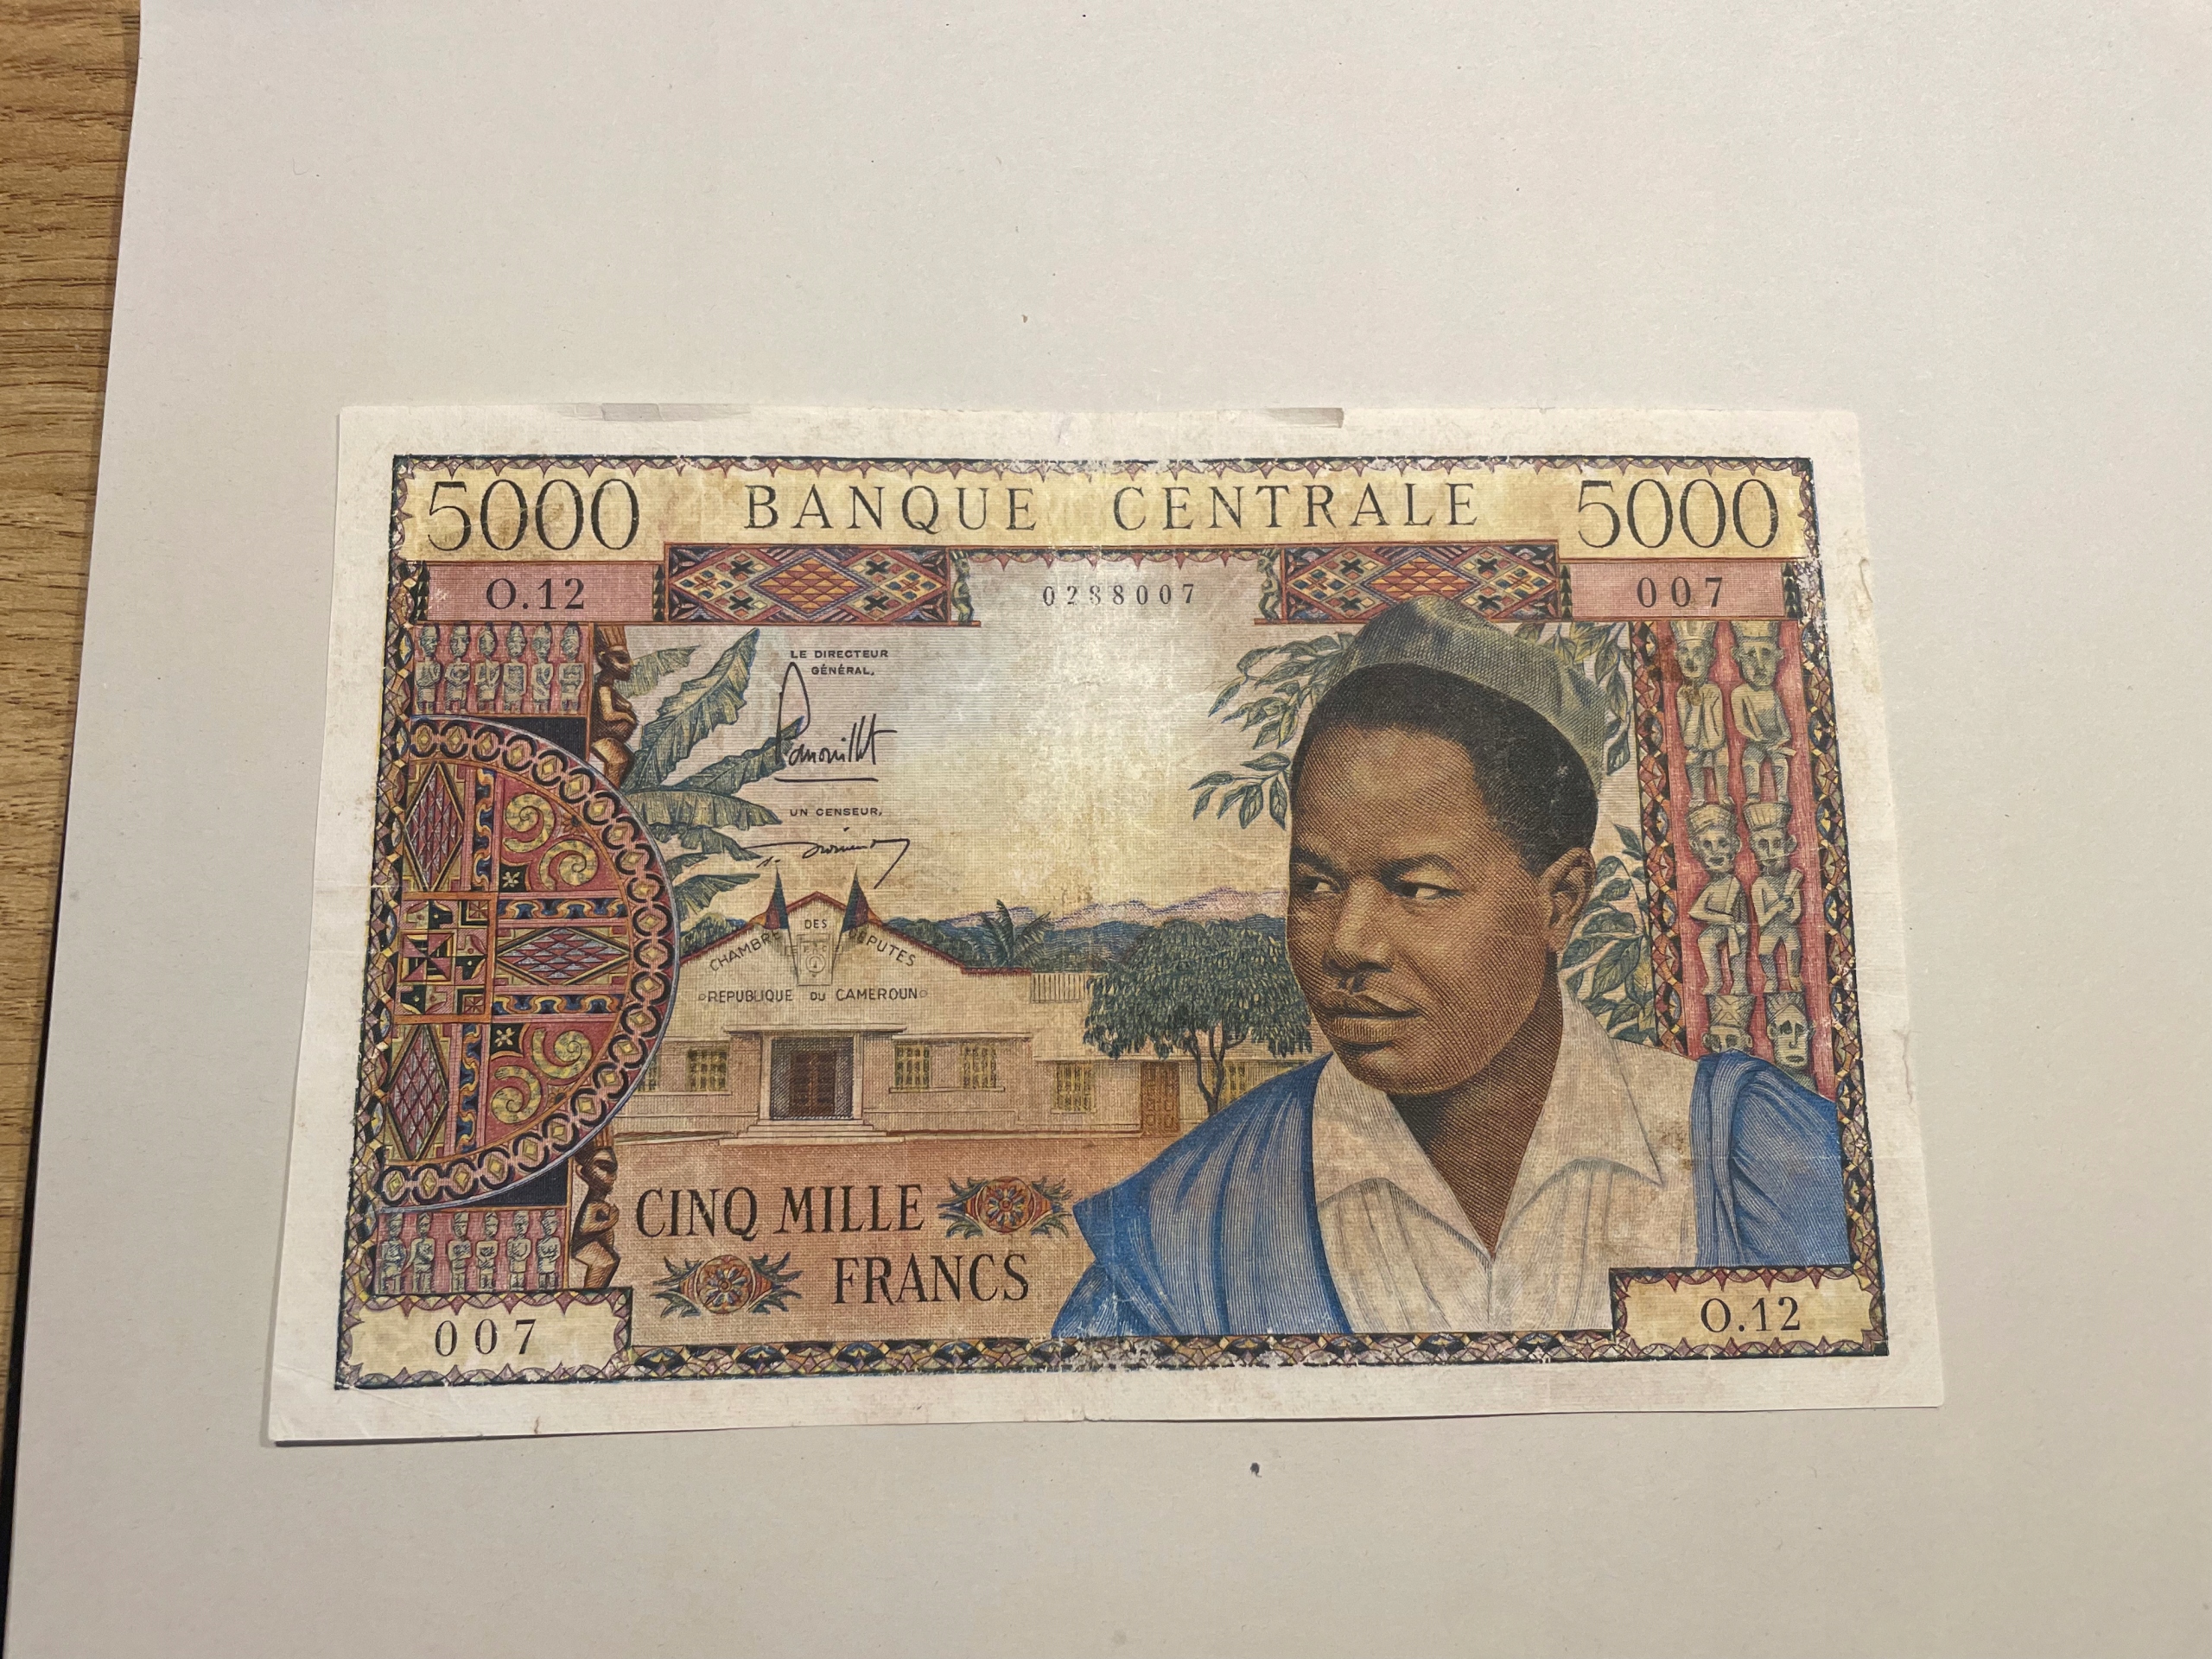 5000 BANQUE CENTRALE 5000
O.12 0288007 007
LE DIRECTEUR
GÉNÉRAL,
UN CENSEUR,
CHAMBRE DES DEPUTES
REPUBLIQUE DU CAMEROUN
CINQ MILLE
FRANCS
007 O.12